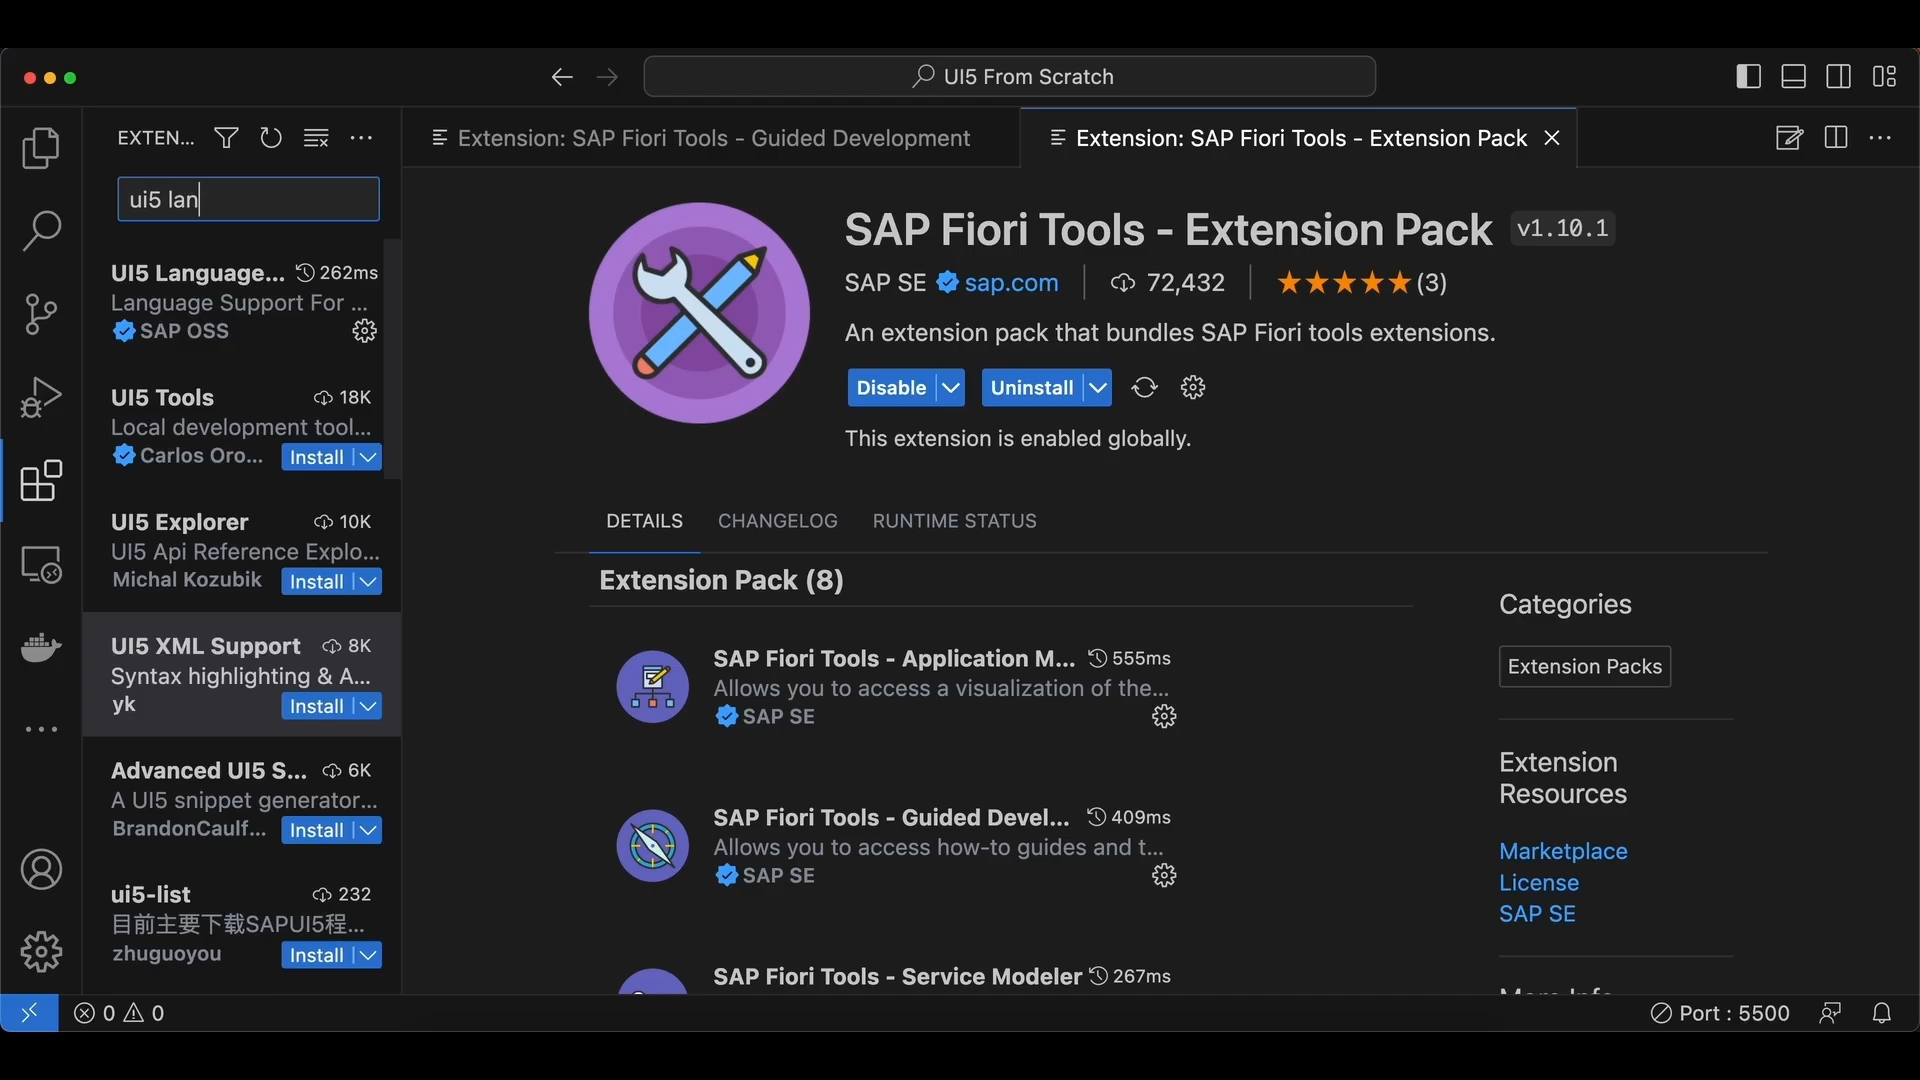 UI5 From Scratch
EXTEN...
Extension: SAP Fiori Tools - Guided Development
Extension: SAP Fiori Tools - Extension Pack
ui5 lan
UI5 Language... 262ms
Language Support For ...
SAP OSS
UI5 Tools 18K
Local development tool...
Carlos Oro... Install
UI5 Explorer 10K
UI5 Api Reference Explo...
Michal Kozubik Install
UI5 XML Support 8K
Syntax highlighting & A...
yk Install
Advanced UI5 S... 6K
A UI5 snippet generator...
BrandonCaulf... Install
ui5-list 232
目前主要下载SAPUI5程...
zhuguoyou Install
SAP Fiori Tools - Extension Pack v1.10.1
SAP SE sap.com 72,432 (3)
An extension pack that bundles SAP Fiori tools extensions.
Disable Uninstall
This extension is enabled globally.
DETAILS CHANGELOG RUNTIME STATUS
Extension Pack (8)
SAP Fiori Tools - Application M... 555ms
Allows you to access a visualization of the...
SAP SE
SAP Fiori Tools - Guided Devel... 409ms
Allows you to access how-to guides and t...
SAP SE
SAP Fiori Tools - Service Modeler 267ms
Categories
Extension Packs
Extension
Resources
Marketplace
License
SAP SE
More Info
0 0
Port : 5500